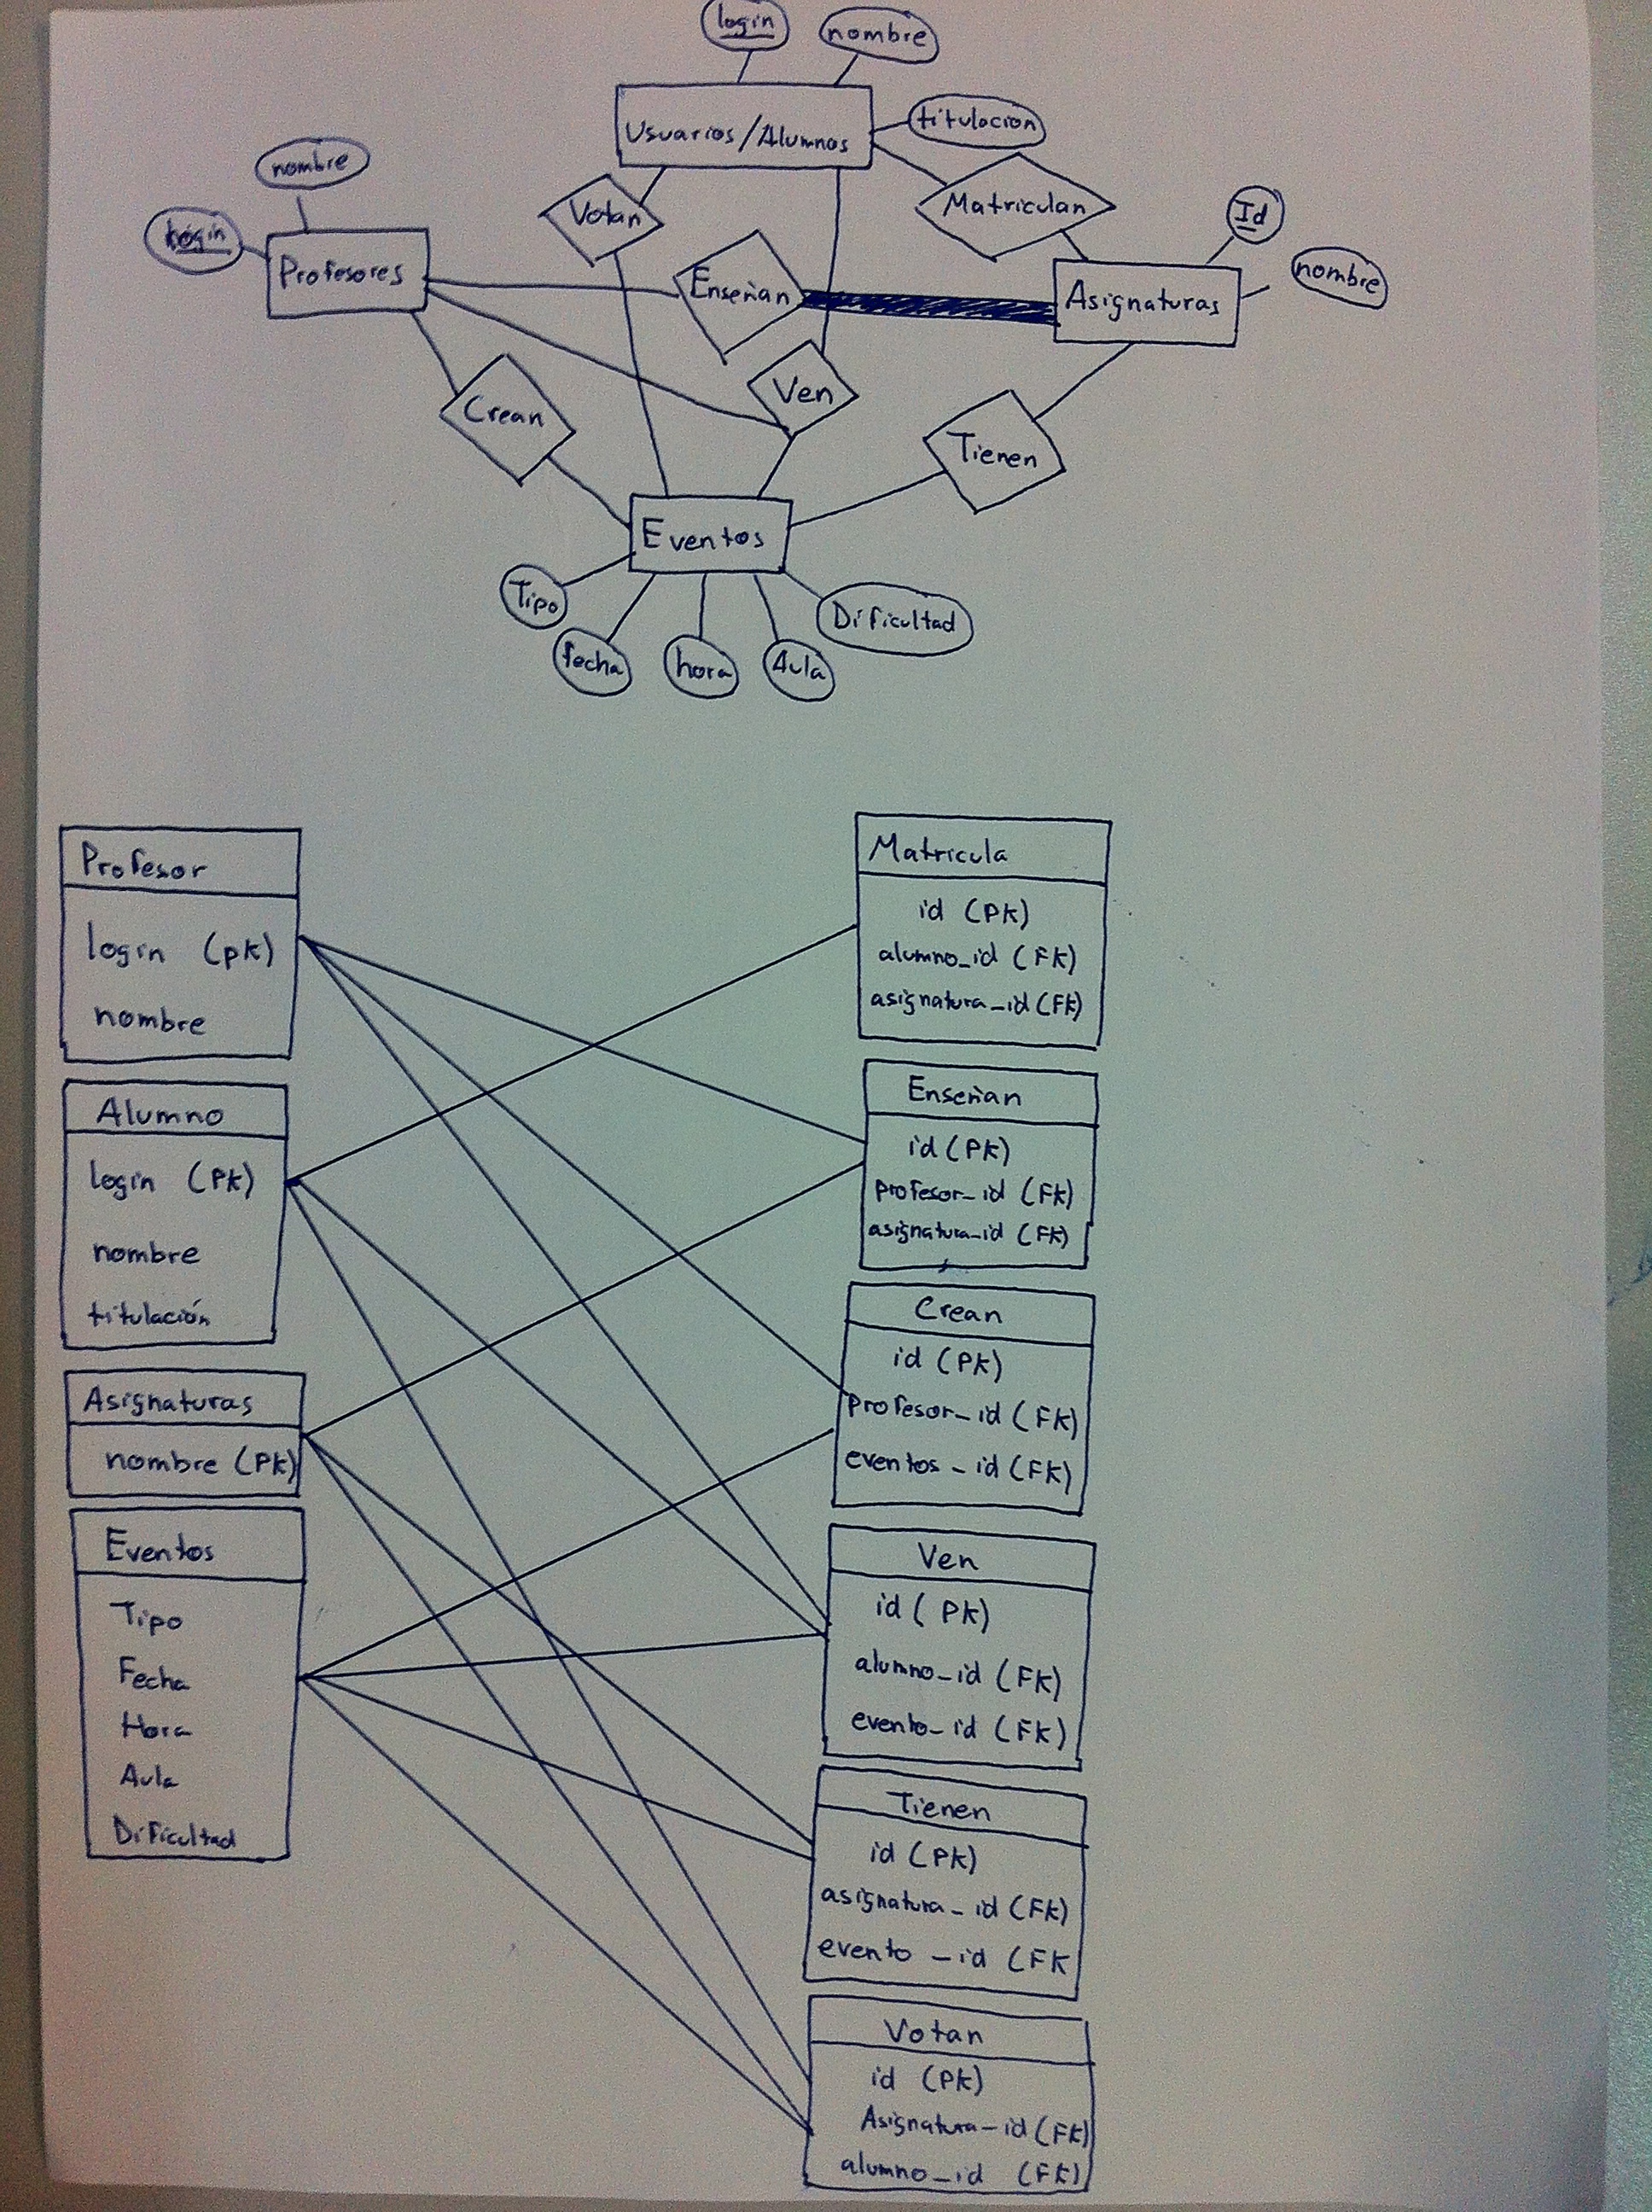 login
nombre
Usuarios/Alumnos
titulacion
nombre
login
Profesores
Votan
Matriculan
Id
nombre
Enseñan
Asignaturas
Crean
Ven
Tienen
Eventos
Tipo
fecha
hora
Aula
Dificultad
Profesor
login (pk)
nombre
Alumno
login (Pk)
nombre
titulación
Asignaturas
nombre (Pk)
Eventos
Tipo
Fecha
Hora
Aula
Dificultad
Matricula
id (Pk)
alumno_id (Fk)
asignatura_id (Fk)
Enseñan
id (Pk)
profesor_id (Fk)
asignatura_id (Fk)
Crean
id (Pk)
profesor_id (Fk)
eventos_id (Fk)
Ven
id (Pk)
alumno_id (Fk)
evento_id (Fk)
Tienen
id (Pk)
asignatura_id (Fk)
evento_id (Fk
Votan
id (Pk)
Asignatura_id (Fk)
alumno_id (Fk)